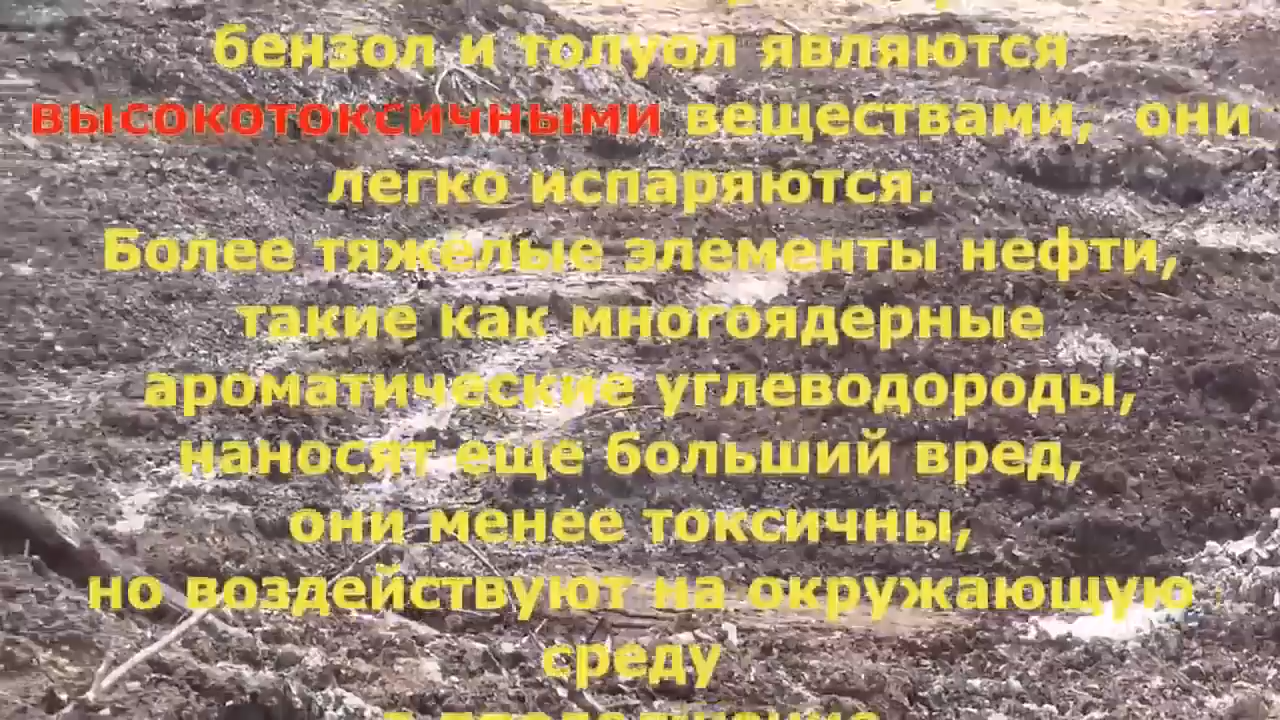 бензол и толуол являются
высокотоксичными веществами, они
легко испаряются.
Более тяжёлые элементы нефти,
такие как многоядерные
ароматические углеводороды,
наносят еще больший вред,
они менее токсичны,
но воздействуют на окружающую
среду